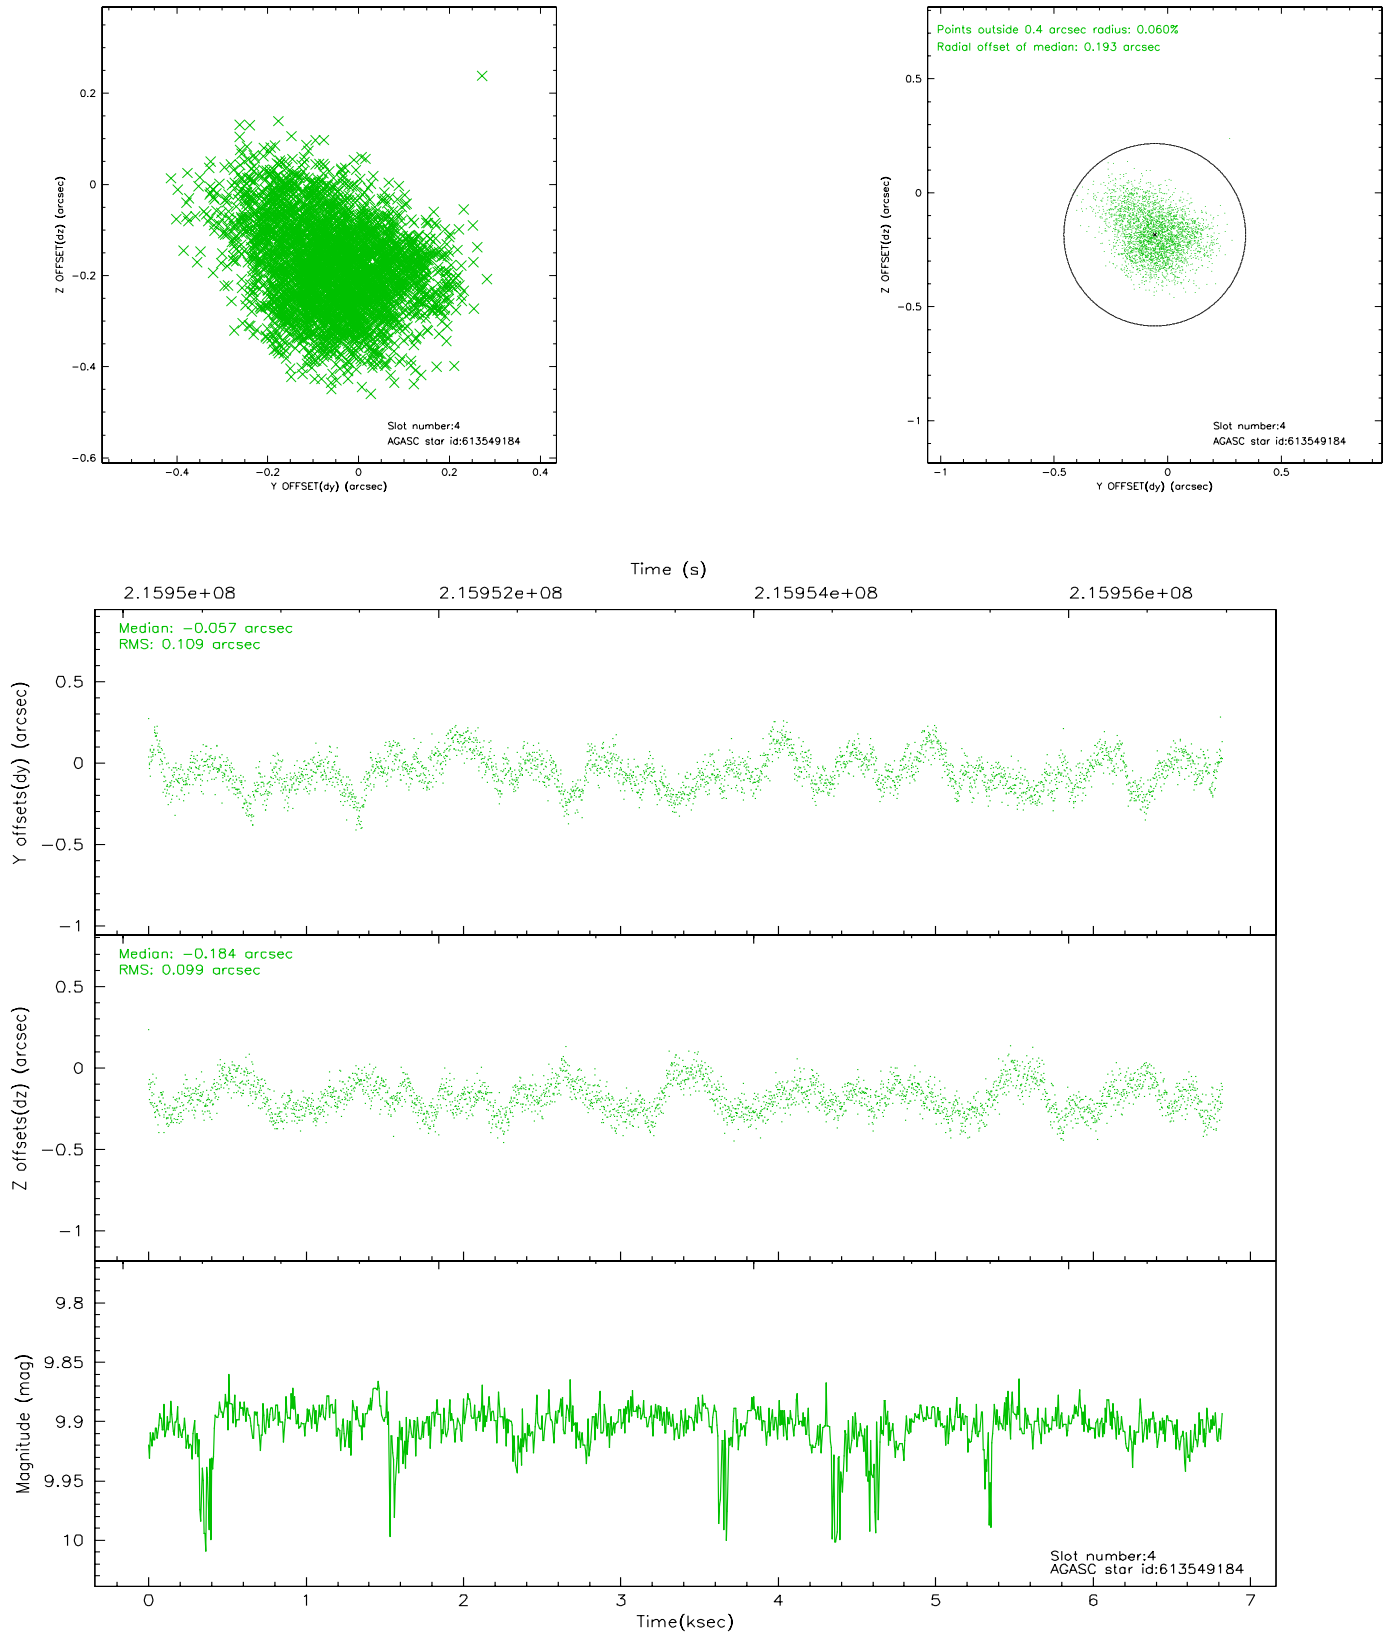 0.2
0
−0.2
−0.4
−0.6
Z OFFSET(dz) (arcsec)
−0.4
−0.2
0
0.2
0.4
Y OFFSET(dy) (arcsec)
Slot number:4
AGASC star id:613549184
Points outside 0.4 arcsec radius: 0.060%
Radial offset of median: 0.193 arcsec
0.5
0
−0.5
−1
Z OFFSET(dz) (arcsec)
−1
−0.5
0
0.5
Y OFFSET(dy) (arcsec)
Slot number:4
AGASC star id:613549184
Time (s)
2.1595e+08
2.15952e+08
2.15954e+08
2.15956e+08
Median: −0.057 arcsec
RMS: 0.109 arcsec
0.5
0
−0.5
−1
Y offsets(dy) (arcsec)
Median: −0.184 arcsec
RMS: 0.099 arcsec
0.5
0
−0.5
−1
Z offsets(dz) (arcsec)
9.8
9.85
9.9
9.95
10
Magnitude (mag)
Slot number:4
AGASC star id:613549184
0
1
2
3
4
5
6
7
Time(ksec)